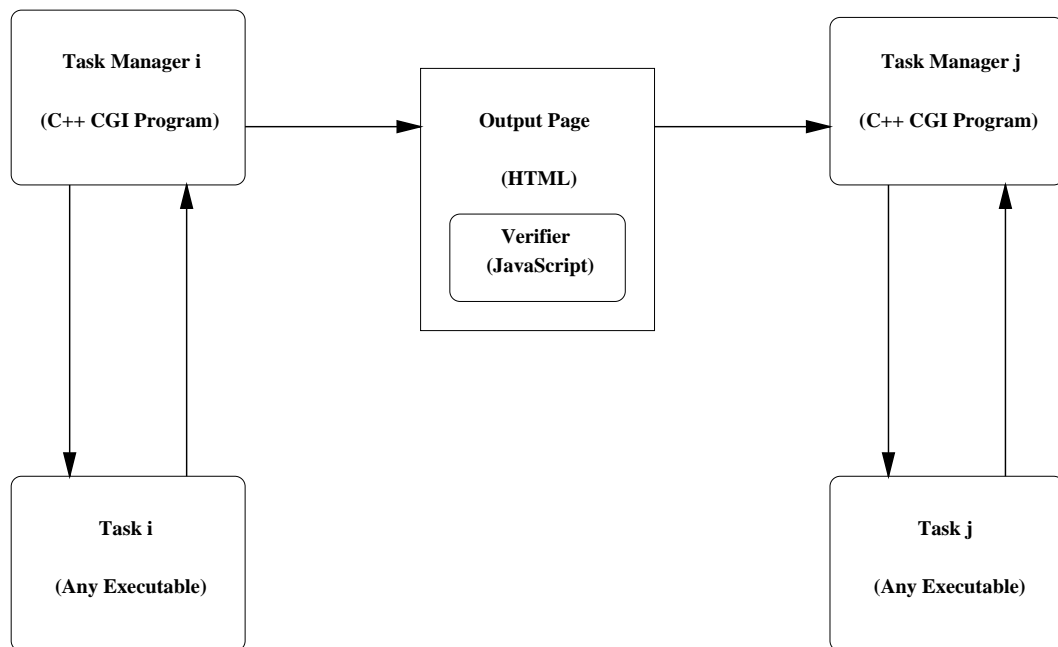 Task Manager i
(C++ CGI Program)
Output Page
(HTML)
Verifier
(JavaScript)
Task Manager j
(C++ CGI Program)
Task i
(Any Executable)
Task j
(Any Executable)